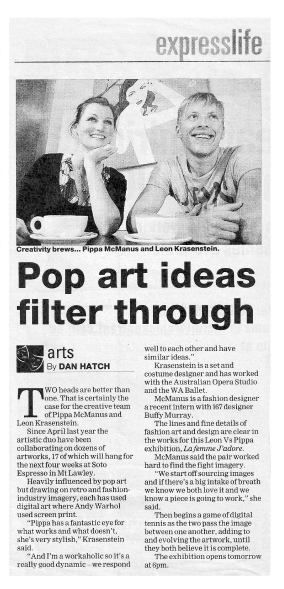 expresslife
Creativity brews... Pippa McManus and Leon Krasenstein.
Pop art ideas
filter through
arts
By DAN HATCH
TWO heads are better than
one. That is certainly the
case for the creative team
of Pippa McManus and
Leon Krasenstein.
Since April last year the
artistic duo have been
collaborating on dozens of
artworks, 17 of which will hang for
the next four weeks at Soto
Espresso in Mt Lawley.
Heavily influenced by pop art
but drawing on retro and fashion-
industry imagery, each has used
digital art where Andy Warhol
used screen print.
"Pippa has a fantastic eye for
what works and what doesn't,
she's very stylish," Krasenstein
said.
"And I'm a workaholic so it's a
really good dynamic – we respond
well to each other and have
similar ideas."
Krasenstein is a set and
costume designer and has worked
with the Australian Opera Studio
and the WA Ballet.
McManus is a fashion designer
a recent intern with designer
Buffy Murray.
The lines and fine details of
fashion art and design are clear in
the works for this Leon Vs Pippa
exhibition, La femme J'adore.
McManus said the pair worked
hard to find the fight imagery.
"We start off sourcing images
and if there's a big intake of breath
we know we both love it and we
know a piece is going to work," she
said.
Then begins a game of digital
tennis as the two pass the image
between one another, adding to
and evolving the artwork, until
they both believe it is complete.
The exhibition opens tomorrow
at 6pm.